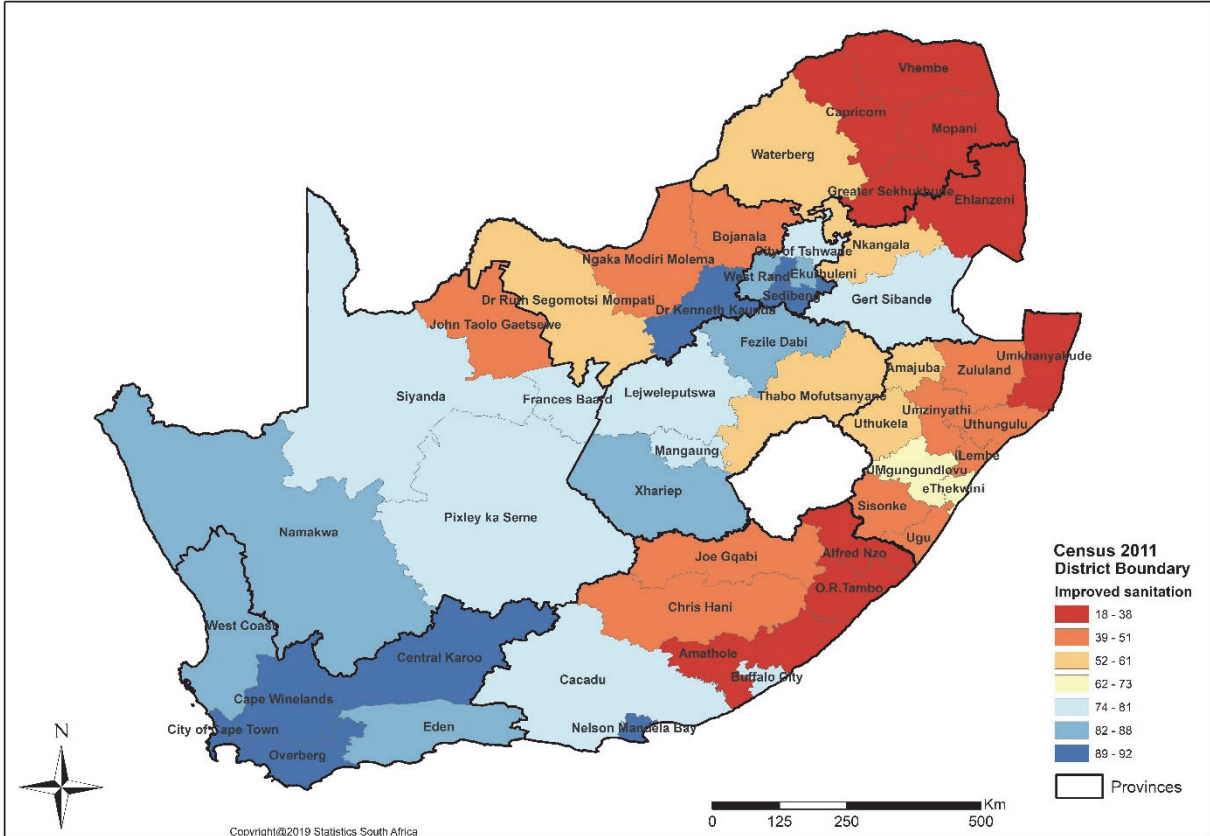 Vhembe
Capricorn
Mopani
Waterberg
Greater Sekhukhune
Ehlanzeni
Bojanala
Nkangala
City of Tshwane
Ngaka Modiri Molema
West Rand
Ekurhuleni
Sedibeng
Dr Ruth Segomotsi Mompati
Dr Kenneth Kaunda
Gert Sibande
John Taolo Gaetsewe
Fezile Dabi
Umkhanyakude
Amajuba
Zululand
Siyanda
Frances Baard
Lejweleputswa
Thabo Mofutsanyane
Umzinyathi
Uthukela
Uthungulu
Mangaung
iLembe
UMgungundlovu
Xhariep
eThekwini
Sisonke
Pixley ka Seme
Namakwa
Ugu
Joe Gqabi
Alfred Nzo
O.R.Tambo
Chris Hani
West Coast
Central Karoo
Amathole
Buffalo City
Cacadu
Cape Winelands
City of Cape Town
Eden
Nelson Mandela Bay
Overberg
Census 2011
District Boundary
Improved sanitation
18 - 38
39 - 51
52 - 61
62 - 73
74 - 81
82 - 88
89 - 92
Provinces
N
Km
0 125 250 500
Copyright@2019 Statistics South Africa